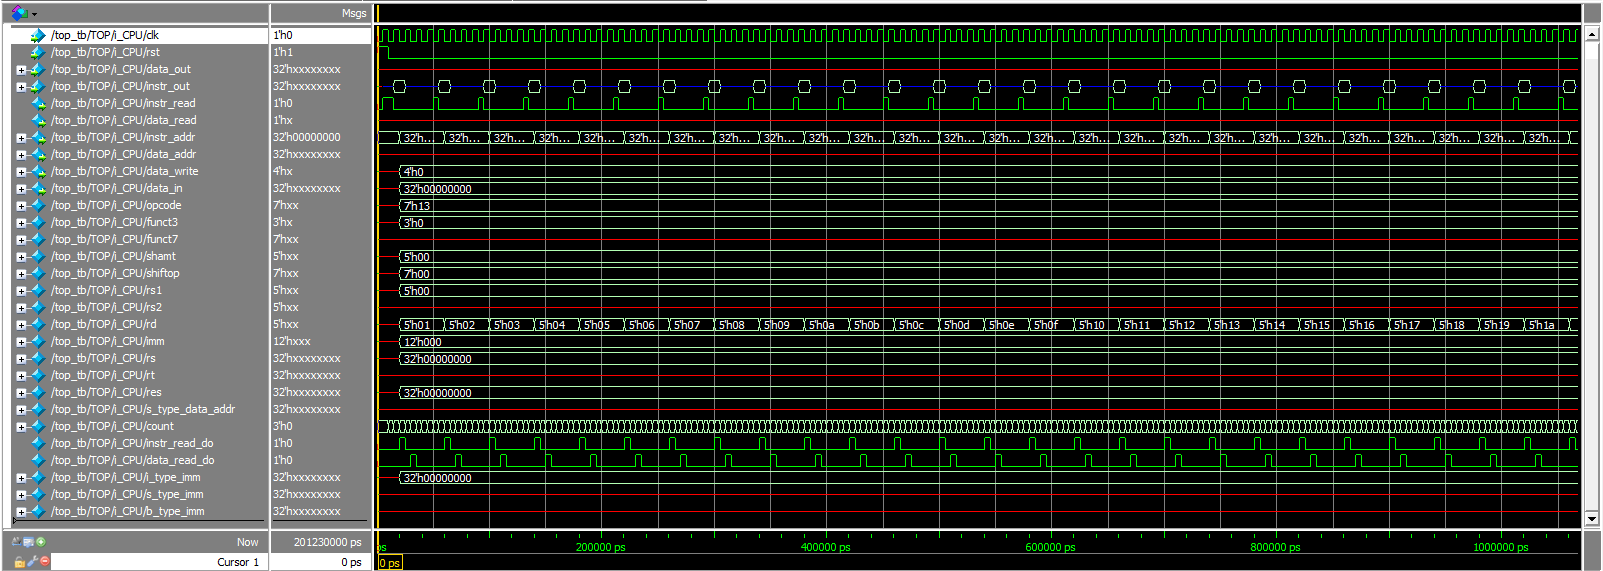 Msgs
/top_tb/TOP/i_CPU/clk 1'h0
/top_tb/TOP/i_CPU/rst 1'h1
/top_tb/TOP/i_CPU/data_out 32'hxxxxxxxx
/top_tb/TOP/i_CPU/instr_out 32'hxxxxxxxx
/top_tb/TOP/i_CPU/instr_read 1'h0
/top_tb/TOP/i_CPU/data_read 1'hx
/top_tb/TOP/i_CPU/instr_addr 32'h00000000 32'h... 32'h... 32'h... 32'h... 32'h... 32'h... 32'h... 32'h... 32'h... 32'h... 32'h... 32'h... 32'h... 32'h... 32'h... 32'h... 32'h... 32'h... 32'h... 32'h... 32'h... 32'h... 32'h... 32'h... 32'h... 32'h...
/top_tb/TOP/i_CPU/data_addr 32'hxxxxxxxx
/top_tb/TOP/i_CPU/data_write 4'hx 4'h0
/top_tb/TOP/i_CPU/data_in 32'hxxxxxxxx 32'h00000000
/top_tb/TOP/i_CPU/opcode 7'hxx 7'h13
/top_tb/TOP/i_CPU/funct3 3'hx 3'h0
/top_tb/TOP/i_CPU/funct7 7'hxx
/top_tb/TOP/i_CPU/shamt 5'hxx 5'h00
/top_tb/TOP/i_CPU/shiftop 7'hxx 7'h00
/top_tb/TOP/i_CPU/rs1 5'hxx 5'h00
/top_tb/TOP/i_CPU/rs2 5'hxx
/top_tb/TOP/i_CPU/rd 5'hxx 5'h01 5'h02 5'h03 5'h04 5'h05 5'h06 5'h07 5'h08 5'h09 5'h0a 5'h0b 5'h0c 5'h0d 5'h0e 5'h0f 5'h10 5'h11 5'h12 5'h13 5'h14 5'h15 5'h16 5'h17 5'h18 5'h19 5'h1a
/top_tb/TOP/i_CPU/imm 12'hxxx 12'h000
/top_tb/TOP/i_CPU/rs 32'hxxxxxxxx 32'h00000000
/top_tb/TOP/i_CPU/rt 32'hxxxxxxxx
/top_tb/TOP/i_CPU/res 32'hxxxxxxxx 32'h00000000
/top_tb/TOP/i_CPU/s_type_data_addr 32'hxxxxxxxx
/top_tb/TOP/i_CPU/count 3'h0
/top_tb/TOP/i_CPU/instr_read_do 1'h0
/top_tb/TOP/i_CPU/data_read_do 1'h0
/top_tb/TOP/i_CPU/i_type_imm 32'hxxxxxxxx 32'h00000000
/top_tb/TOP/i_CPU/s_type_imm 32'hxxxxxxxx
/top_tb/TOP/i_CPU/b_type_imm 32'hxxxxxxxx
Now 201230000 ps ps 200000 ps 400000 ps 600000 ps 800000 ps 1000000 ps
Cursor 1 0 ps 0 ps